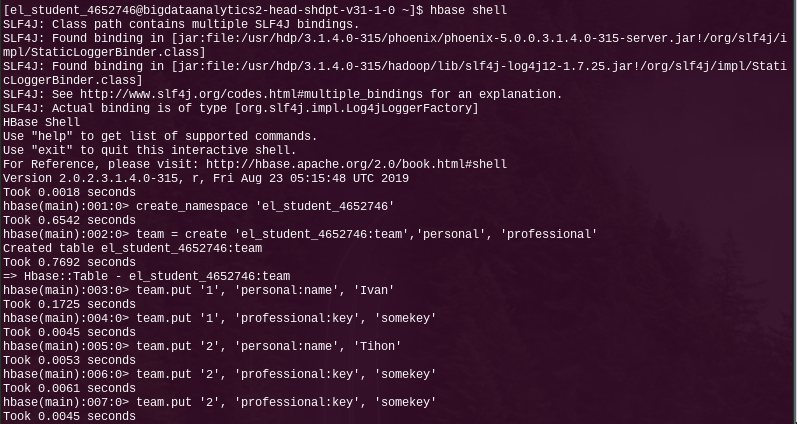 [el_student_4652746@bigdataanalytics2-head-shdpt-v31-1-0 ~]$ hbase shell
SLF4J: Class path contains multiple SLF4J bindings.
SLF4J: Found binding in [jar:file:/usr/hdp/3.1.4.0-315/phoenix/phoenix-5.0.0.3.1.4.0-315-server.jar!/org/slf4j/i
mpl/StaticLoggerBinder.class]
SLF4J: Found binding in [jar:file:/usr/hdp/3.1.4.0-315/hadoop/lib/slf4j-log4j12-1.7.25.jar!/org/slf4j/impl/Stati
cLoggerBinder.class]
SLF4J: See http://www.slf4j.org/codes.html#multiple_bindings for an explanation.
SLF4J: Actual binding is of type [org.slf4j.impl.Log4jLoggerFactory]
HBase Shell
Use "help" to get list of supported commands.
Use "exit" to quit this interactive shell.
For Reference, please visit: http://hbase.apache.org/2.0/book.html#shell
Version 2.0.2.3.1.4.0-315, r, Fri Aug 23 05:15:48 UTC 2019
Took 0.0018 seconds
hbase(main):001:0> create_namespace 'el_student_4652746'
Took 0.6542 seconds
hbase(main):002:0> team = create 'el_student_4652746:team','personal', 'professional'
Created table el_student_4652746:team
Took 0.7692 seconds
=> Hbase::Table - el_student_4652746:team
hbase(main):003:0> team.put '1', 'personal:name', 'Ivan'
Took 0.1725 seconds
hbase(main):004:0> team.put '1', 'professional:key', 'somekey'
Took 0.0045 seconds
hbase(main):005:0> team.put '2', 'personal:name', 'Tihon'
Took 0.0053 seconds
hbase(main):006:0> team.put '2', 'professional:key', 'somekey'
Took 0.0061 seconds
hbase(main):007:0> team.put '2', 'professional:key', 'somekey'
Took 0.0045 seconds